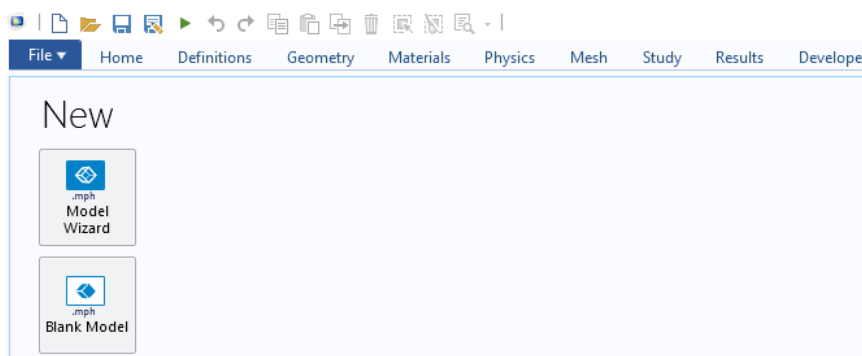 File Home Definitions Geometry Materials Physics Mesh Study Results Develope
New
.mph
Model
Wizard
.mph
Blank Model